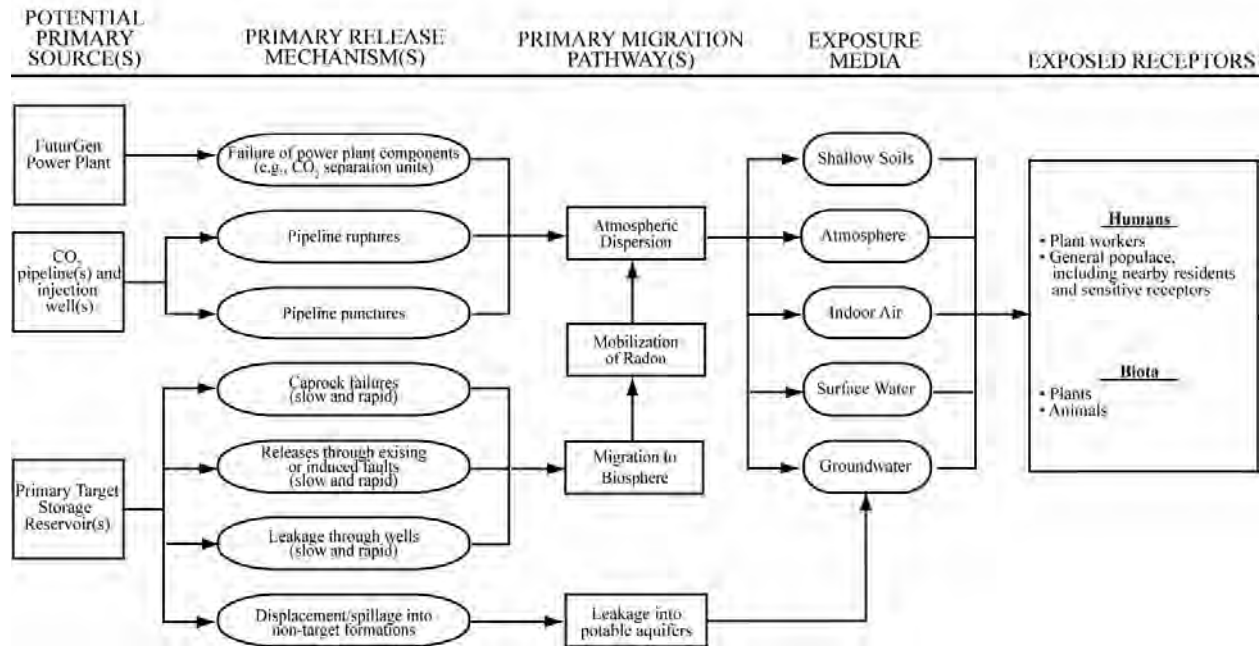 POTENTIAL
PRIMARY
SOURCE(S)
PRIMARY RELEASE
MECHANISM(S)
PRIMARY MIGRATION
PATHWAY(S)
EXPOSURE
MEDIA
EXPOSED RECEPTORS
FuturGen
Power Plant
Failure of power plant components
(e.g., CO₂ separation units)
Shallow Soils
CO₂
pipeline(s) and
injection
well(s)
Pipeline ruptures
Pipeline punctures
Atmospheric
Dispersion
Atmosphere
Mobilization
of Radon
Indoor Air
Humans
• Plant workers
• General populace,
including nearby residents
and sensitive receptors
Primary Target
Storage
Reservoir(s)
Caprock failures
(slow and rapid)
Releases through exising
or induced faults
(slow and rapid)
Leakage through wells
(slow and rapid)
Displacement/spillage into
non-target formations
Migration to
Biosphere
Leakage into
potable aquifers
Surface Water
Groundwater
Biota
• Plants
• Animals